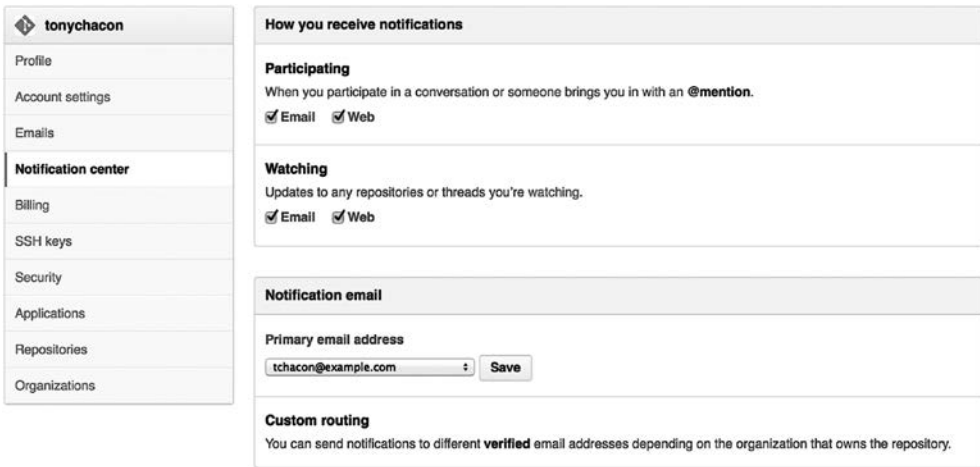 tonychacon
Profile
Account settings
Emails
Notification center
Billing
SSH keys
Security
Applications
Repositories
Organizations
How you receive notifications
Participating
When you participate in a conversation or someone brings you in with an @mention.
Email Web
Watching
Updates to any repositories or threads you're watching.
Email Web
Notification email
Primary email address
tchacon@example.com Save
Custom routing
You can send notifications to different verified email addresses depending on the organization that owns the repository.